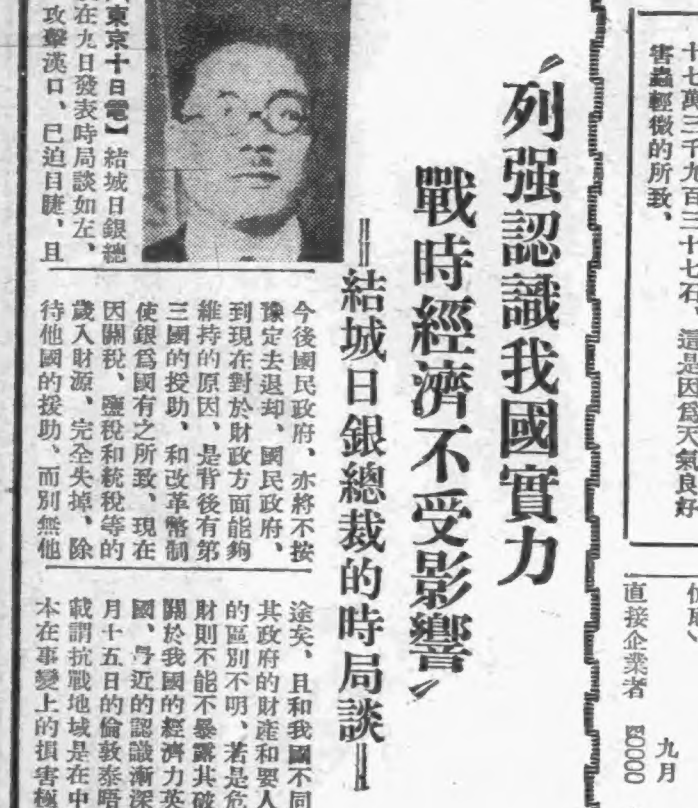 十七萬三千九百三十七石、這是因爲天氣良好
害蟲輕微的所致、
直接企業者
九月
80000
〝列强認識我國實力
戰時經濟不受影響〟
＝結城日銀總裁的時局談＝
東京十日電】結城日銀總
在九日發表時局談如左、
攻擊漢口、已迫目睫、且
今後國民政府、亦將不按
豫定去退却、國民政府、
到現在對於財政方面能夠
維持的原因、是背後有第
三國的授助、和改革幣制
使銀爲國有之所致、現在
因關稅、鹽稅和統稅等的
歲入財源、完全失掉、除
待他國的援助、而別無他
途矣、且和我國不同
其政府的財產和要人
的區別不明、若是危
財則不能不暴露其破
關於我國的經濟力英
國、近的認識漸深
月十五日的倫敦泰晤
載謂抗戰地域是在中
本在事變上的損害極